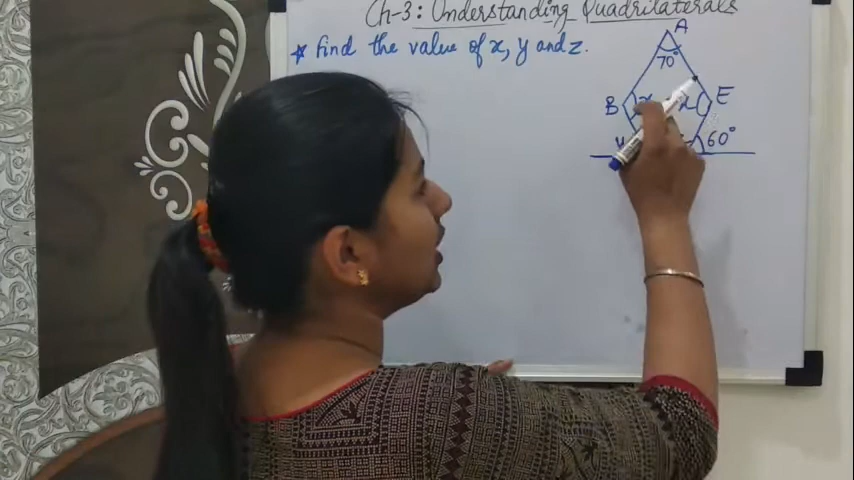 Ch-3: Understanding Quadrilaterals
* Find the value of x, y and z.
A
70°
B x x E
60°